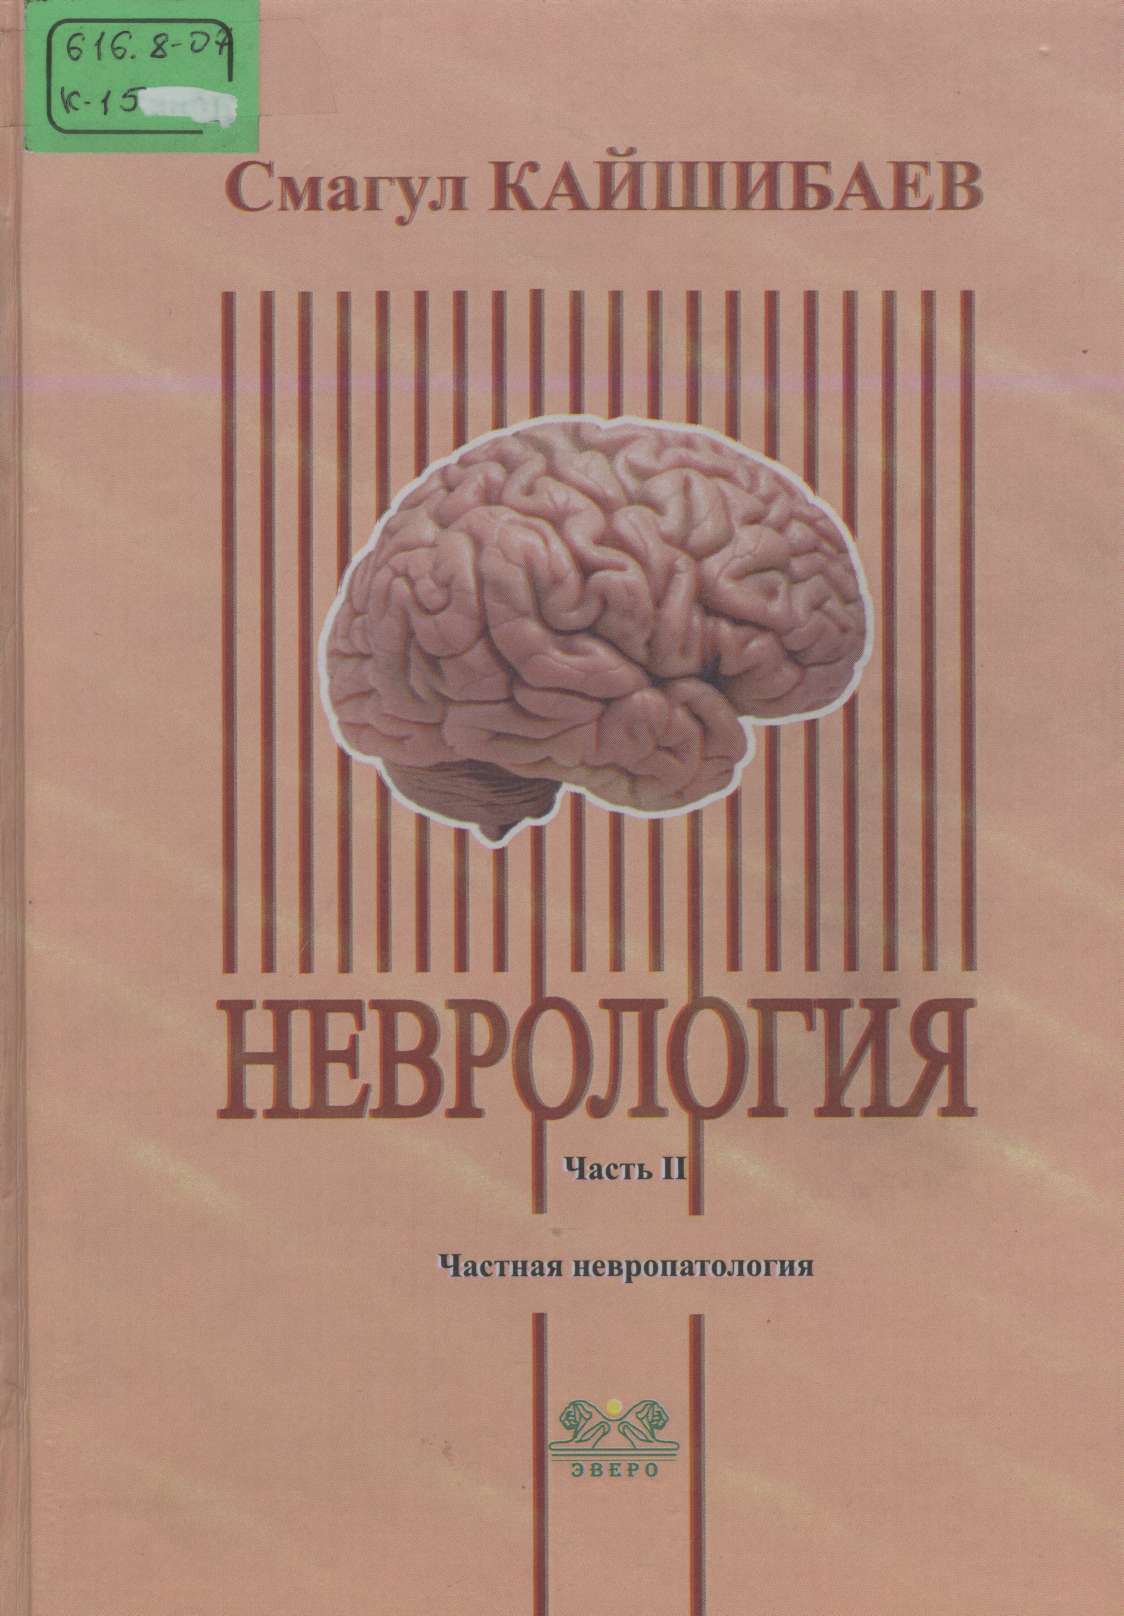 616.8-07
К-15
Смагул КАЙШИБАЕВ
НЕВРОЛОГИЯ
Часть II
Частная невропатология
ЭВЕРО